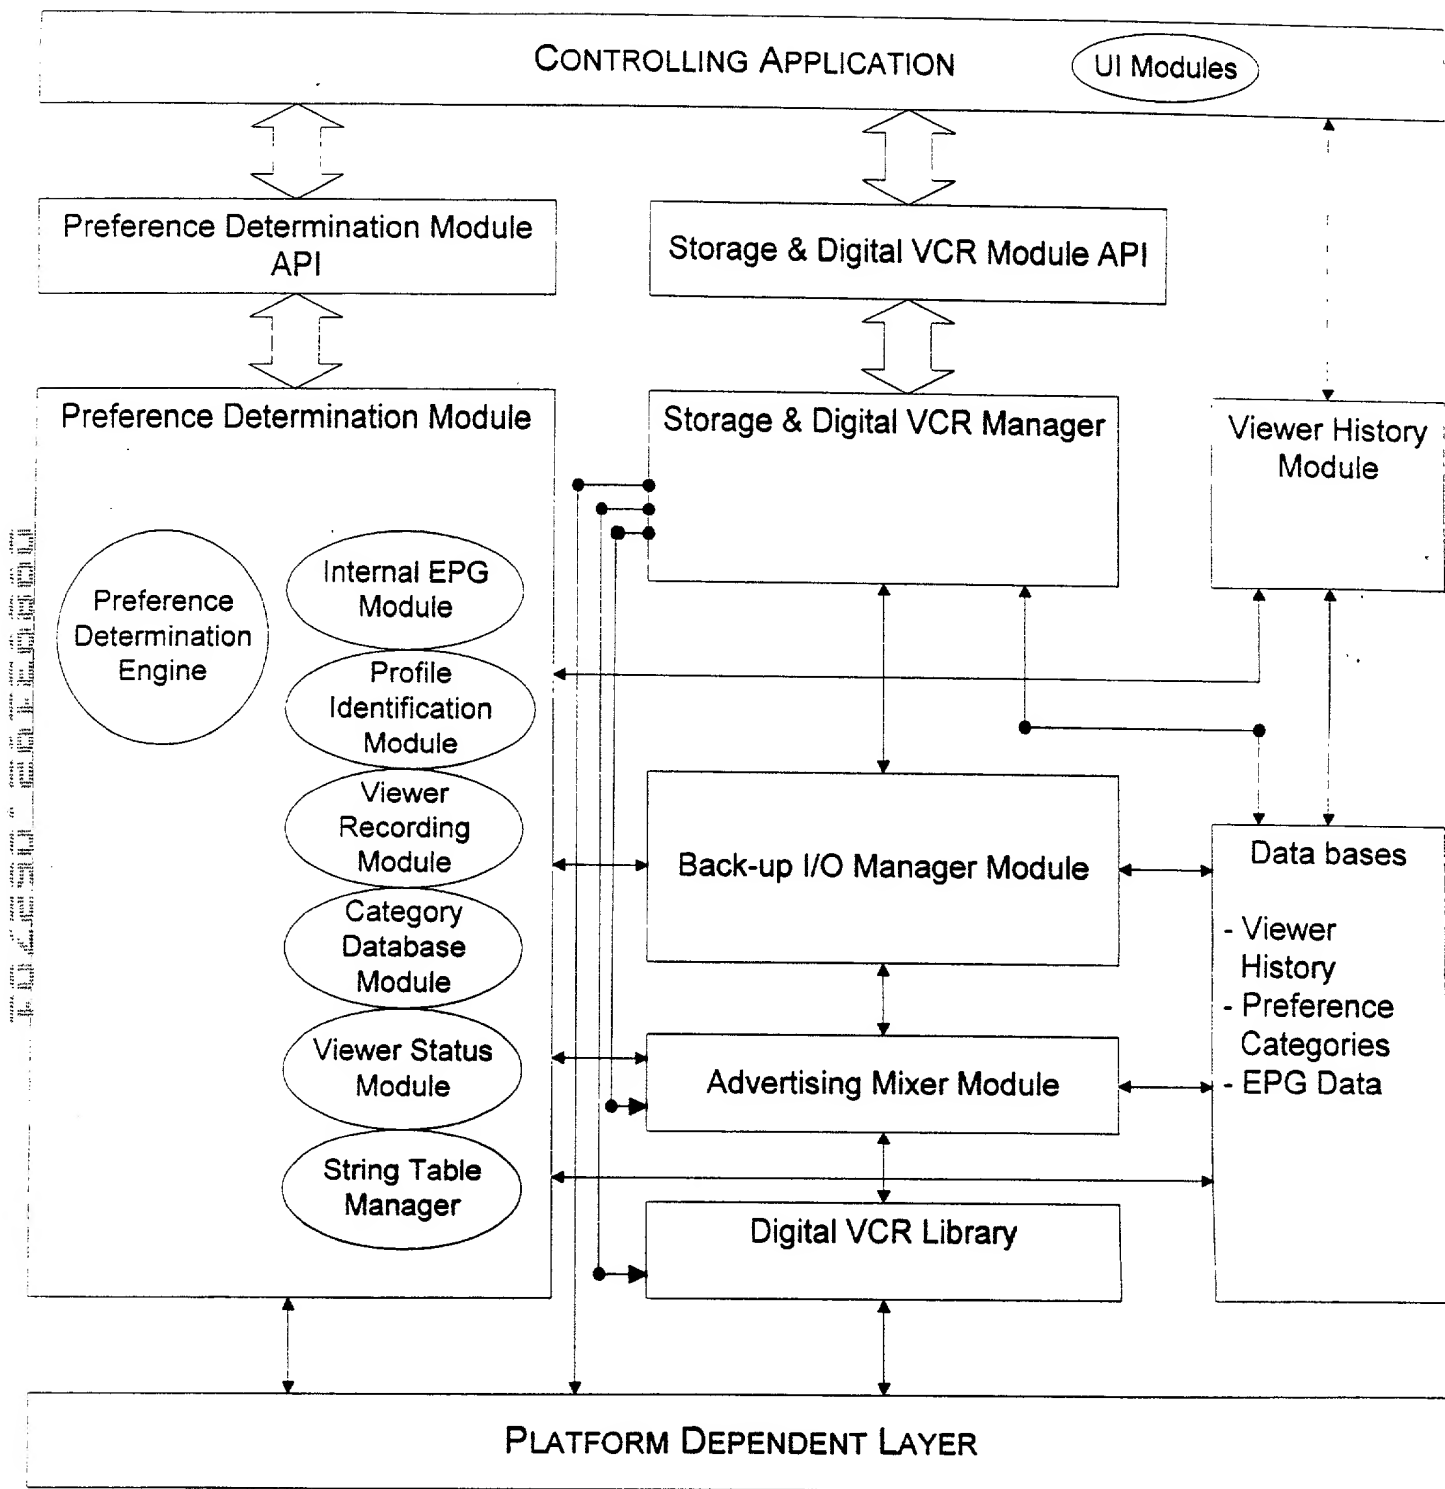 CONTROLLING APPLICATION
UI Modules
Preference Determination Module
API
Storage & Digital VCR Module API
Preference Determination Module
Storage & Digital VCR Manager
Viewer History
Module
Preference
Determination
Engine
Internal EPG
Module
Profile
Identification
Module
Viewer
Recording
Module
Category
Database
Module
Viewer Status
Module
String Table
Manager
Back-up I/O Manager Module
Advertising Mixer Module
Digital VCR Library
Data bases
- Viewer
History
- Preference
Categories
- EPG Data
PLATFORM DEPENDENT LAYER